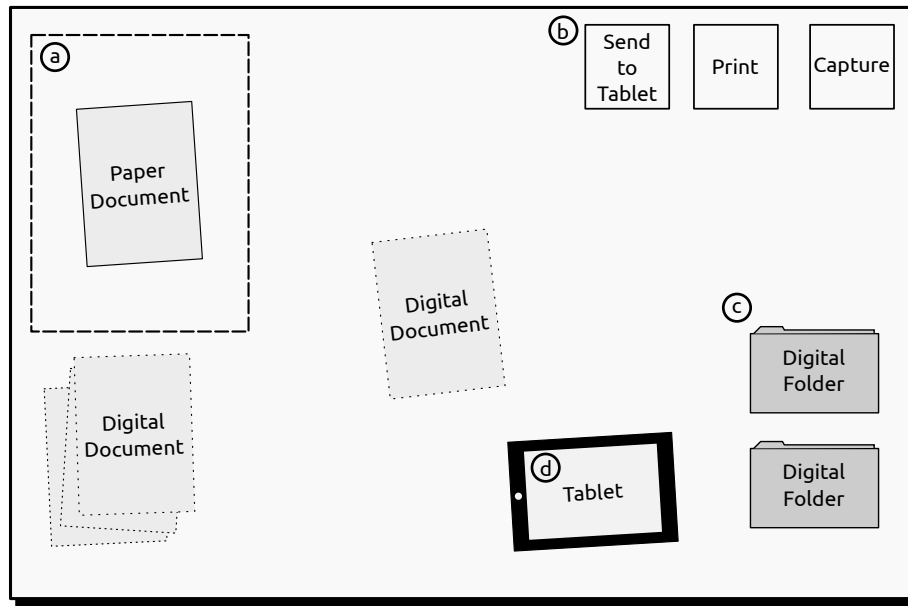 a
b
Send
to
Tablet
Print
Capture
Paper
Document
Digital
Document
c
Digital
Folder
Digital
Document
d
Tablet
Digital
Folder